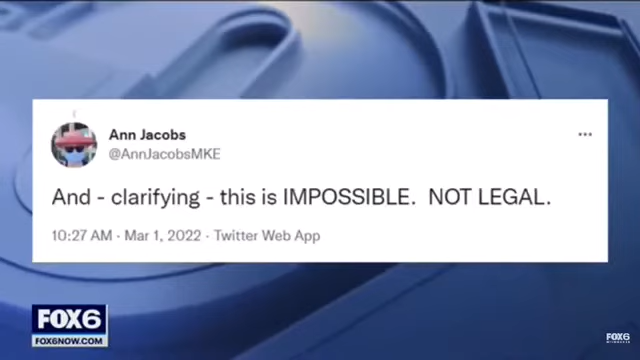 Ann Jacobs
@AnnJacobsMKE
And - clarifying - this is IMPOSSIBLE.  NOT LEGAL.
10:27 AM · Mar 1, 2022 · Twitter Web App
FOX6
FOX6NOW.COM
FOX6